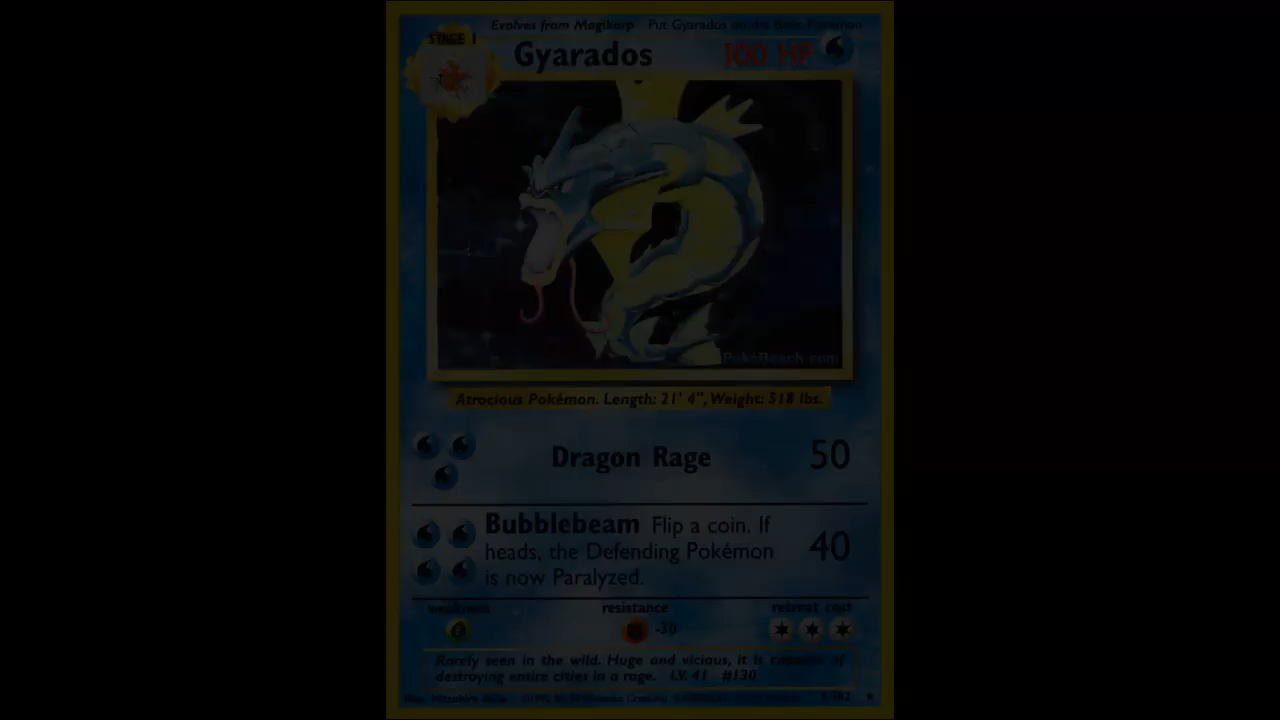 Evolves from Magikarp Put Gyarados on the Basic Pokémon
STAGE 1
Gyarados 100 HP
PokéBeach.com
Atrocious Pokémon. Length: 21' 4", Weight: 518 lbs.
Dragon Rage 50
Bubblebeam Flip a coin. If
heads, the Defending Pokémon 40
is now Paralyzed.
weakness resistance retreat cost
-30
Rarely seen in the wild. Huge and vicious, it is capable of
destroying entire cities in a rage. LV. 41 #130